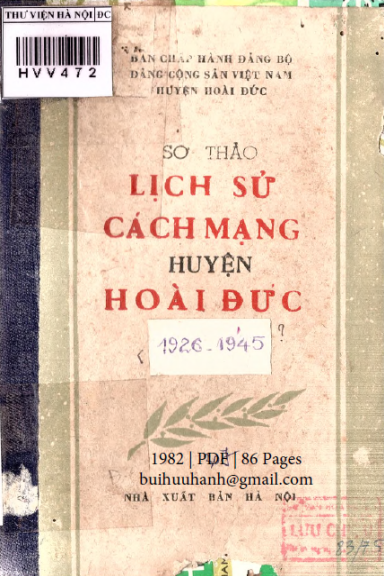 THƯ VIỆN HÀ NỘI ĐC
HVV472
BAN CHẤP HÀNH ĐẢNG BỘ
ĐẢNG CỘNG SẢN VIỆT NAM
HUYỆN HOÀI ĐỨC
SƠ THẢO
LỊCH SỬ
CÁCH MẠNG
HUYỆN
HOÀI ĐỨC
?
( 1926-1945
1982 | PDF | 86 Pages
buihuuhanh@gmail.com
NHÀ XUẤT BẢN HÀ NỘI
LƯU